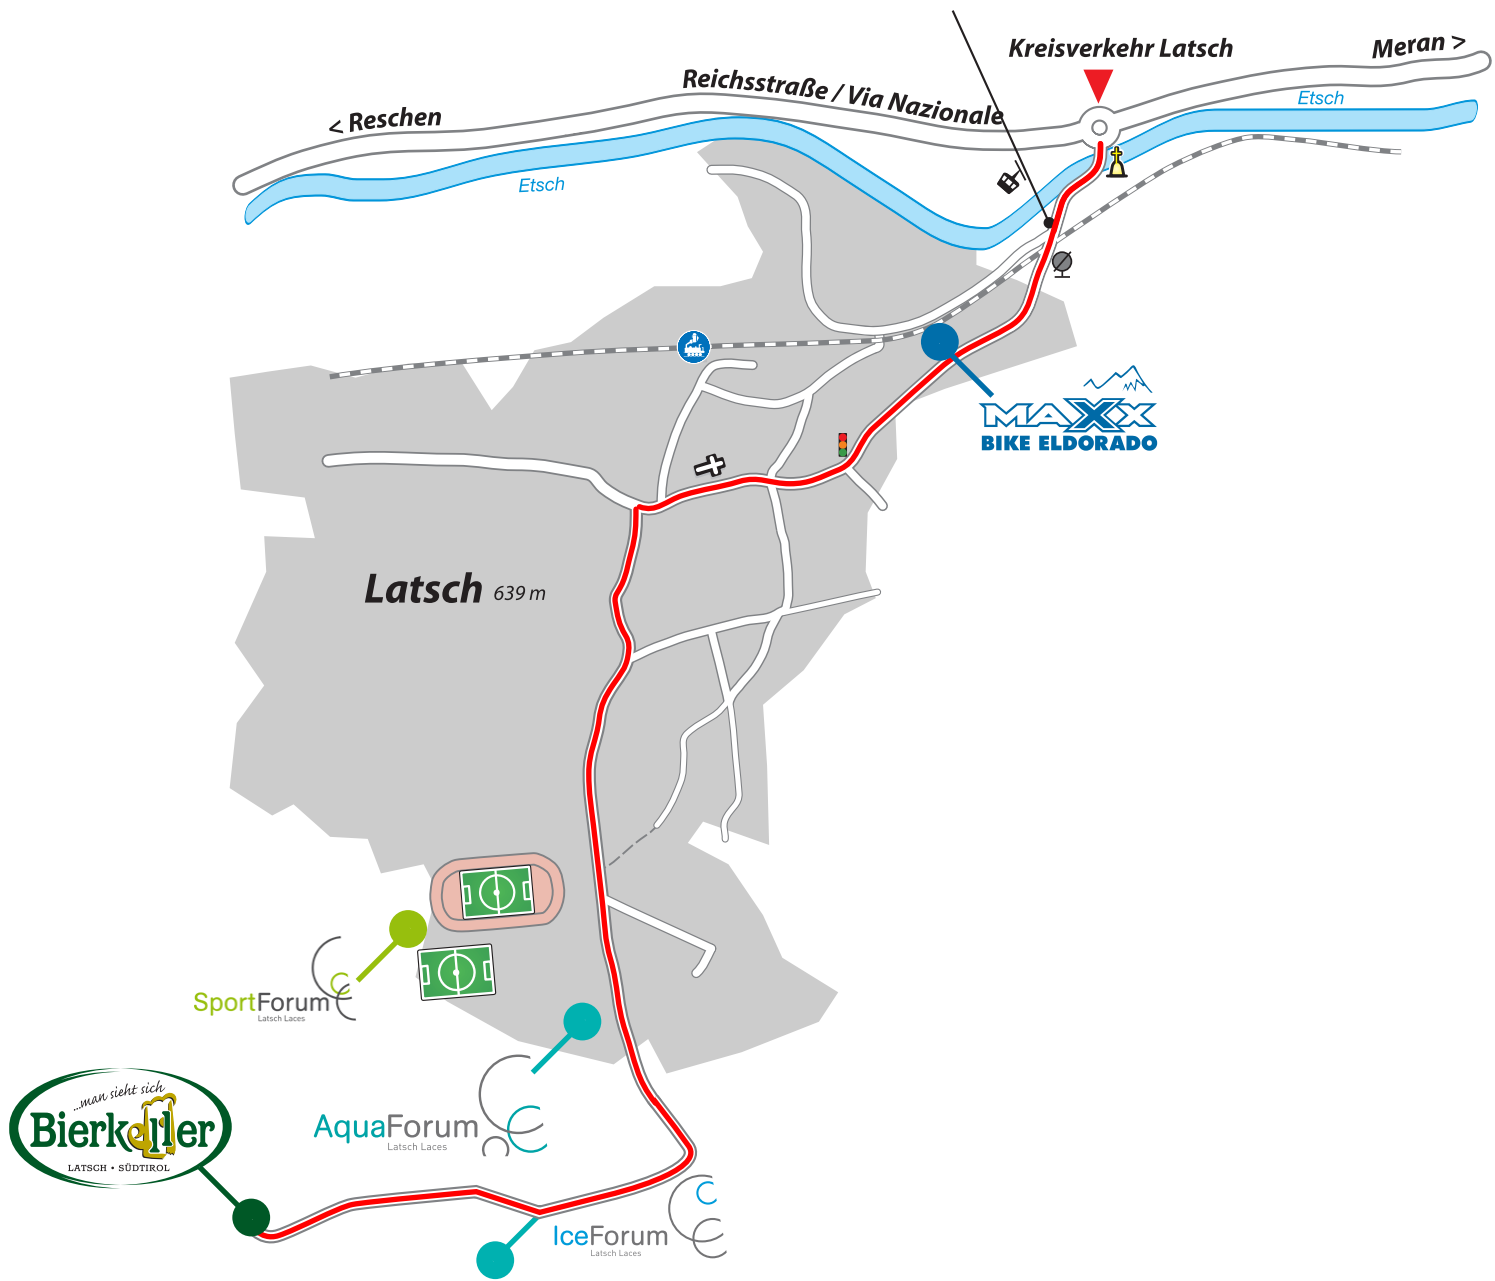 Kreisverkehr Latsch
Meran >
Reichsstraße / Via Nazionale
< Reschen
Etsch
Etsch
MAXX
BIKE ELDORADO
Latsch 639 m
SportForum
Latsch Laces
...man sieht sich
Bierkeller
LATSCH • SÜDTIROL
AquaForum
Latsch Laces
IceForum
Latsch Laces